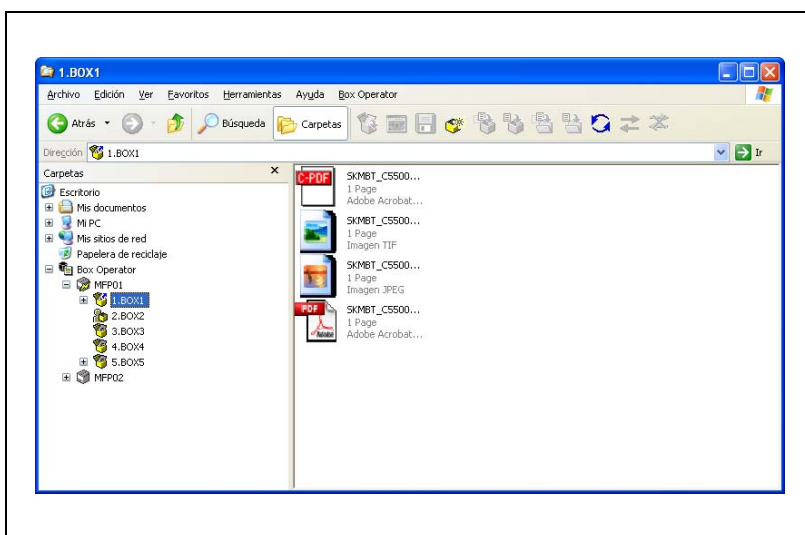 1.BOX1
Archivo Edición Ver Favoritos Herramientas Ayuda Box Operator
Atrás Búsqueda Carpetas
Dirección 1.BOX1 Ir
Carpetas x
Escritorio
Mis documentos
Mi PC
Mis sitios de red
Papelera de reciclaje
Box Operator
MFP01
1.BOX1
2.BOX2
3.BOX3
4.BOX4
5.BOX5
MFP02
C-PDF
SKMBT_C5500...
1 Page
Adobe Acrobat...
SKMBT_C5500...
1 Page
Imagen TIF
SKMBT_C5500...
1 Page
Imagen JPEG
PDF
Adobe
SKMBT_C5500...
1 Page
Adobe Acrobat...